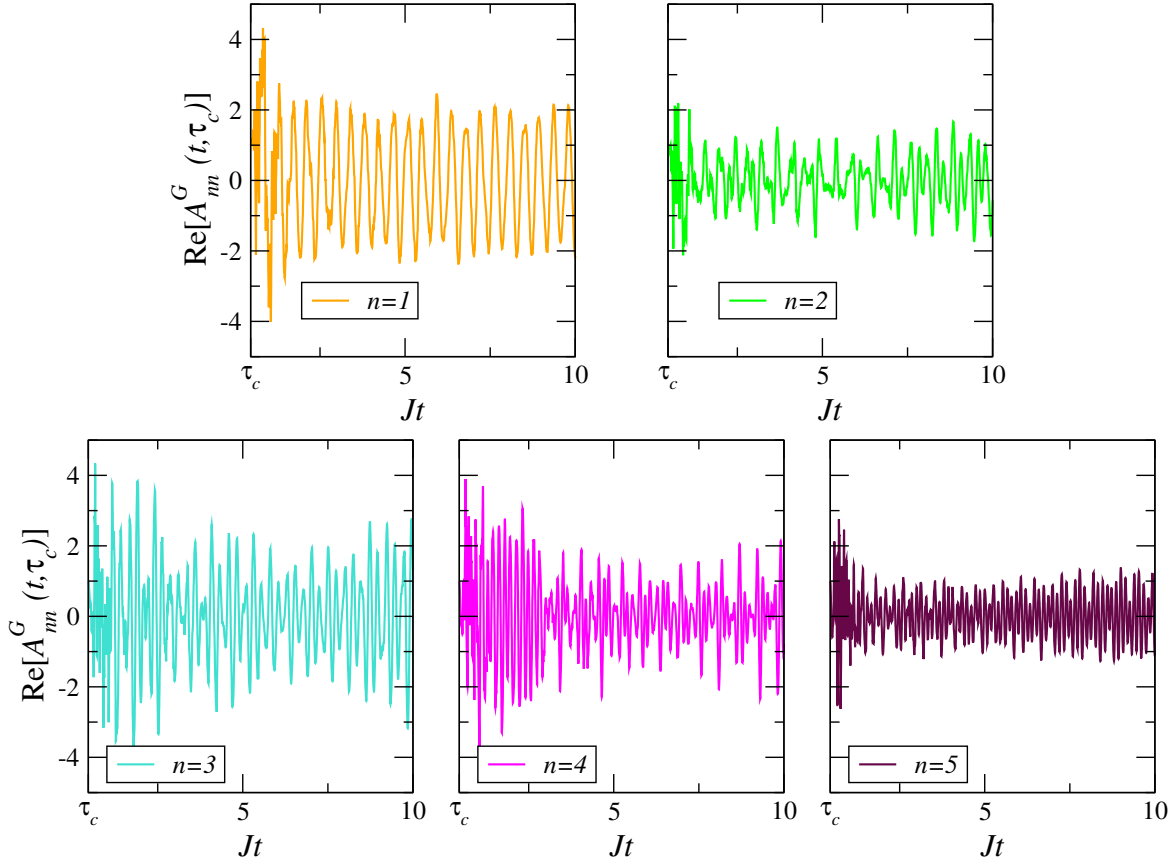 4
2
0
-2
-4
Re[A^G_nn (t,τ_c)]
n=1
n=2
τ_c 5 10
τ_c 5 10
Jt
Jt
4
2
0
-2
-4
Re[A^G_nn (t,τ_c)]
n=3
n=4
n=5
τ_c 5 10
τ_c 5 10
τ_c 5 10
Jt
Jt
Jt